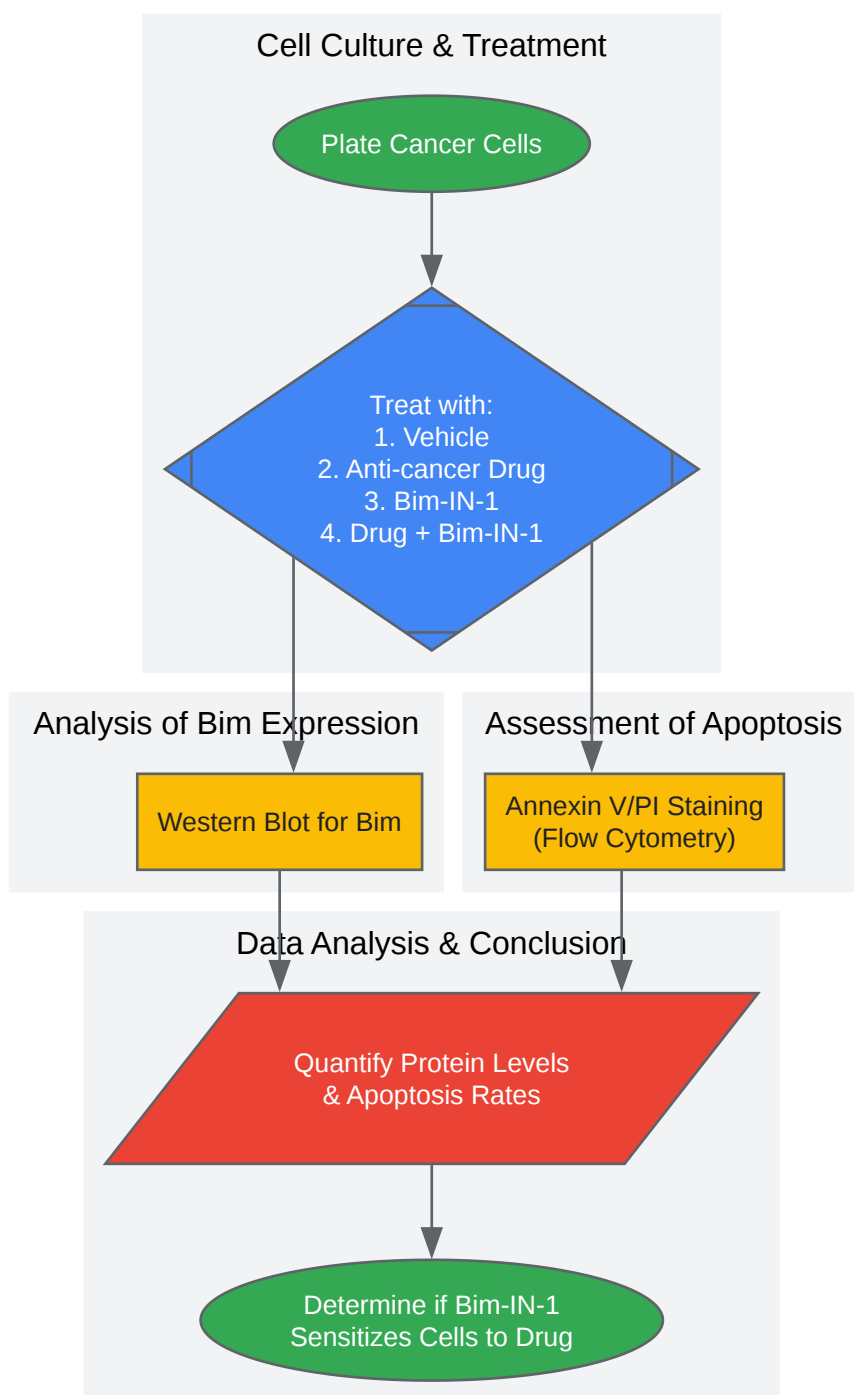 Cell Culture & Treatment
Plate Cancer Cells
Treat with:
1. Vehicle
2. Anti-cancer Drug
3. Bim-IN-1
4. Drug + Bim-IN-1
Analysis of Bim Expression
Western Blot for Bim
Assessment of Apoptosis
Annexin V/PI Staining
(Flow Cytometry)
Data Analysis & Conclusion
Quantify Protein Levels
& Apoptosis Rates
Determine if Bim-IN-1
Sensitizes Cells to Drug